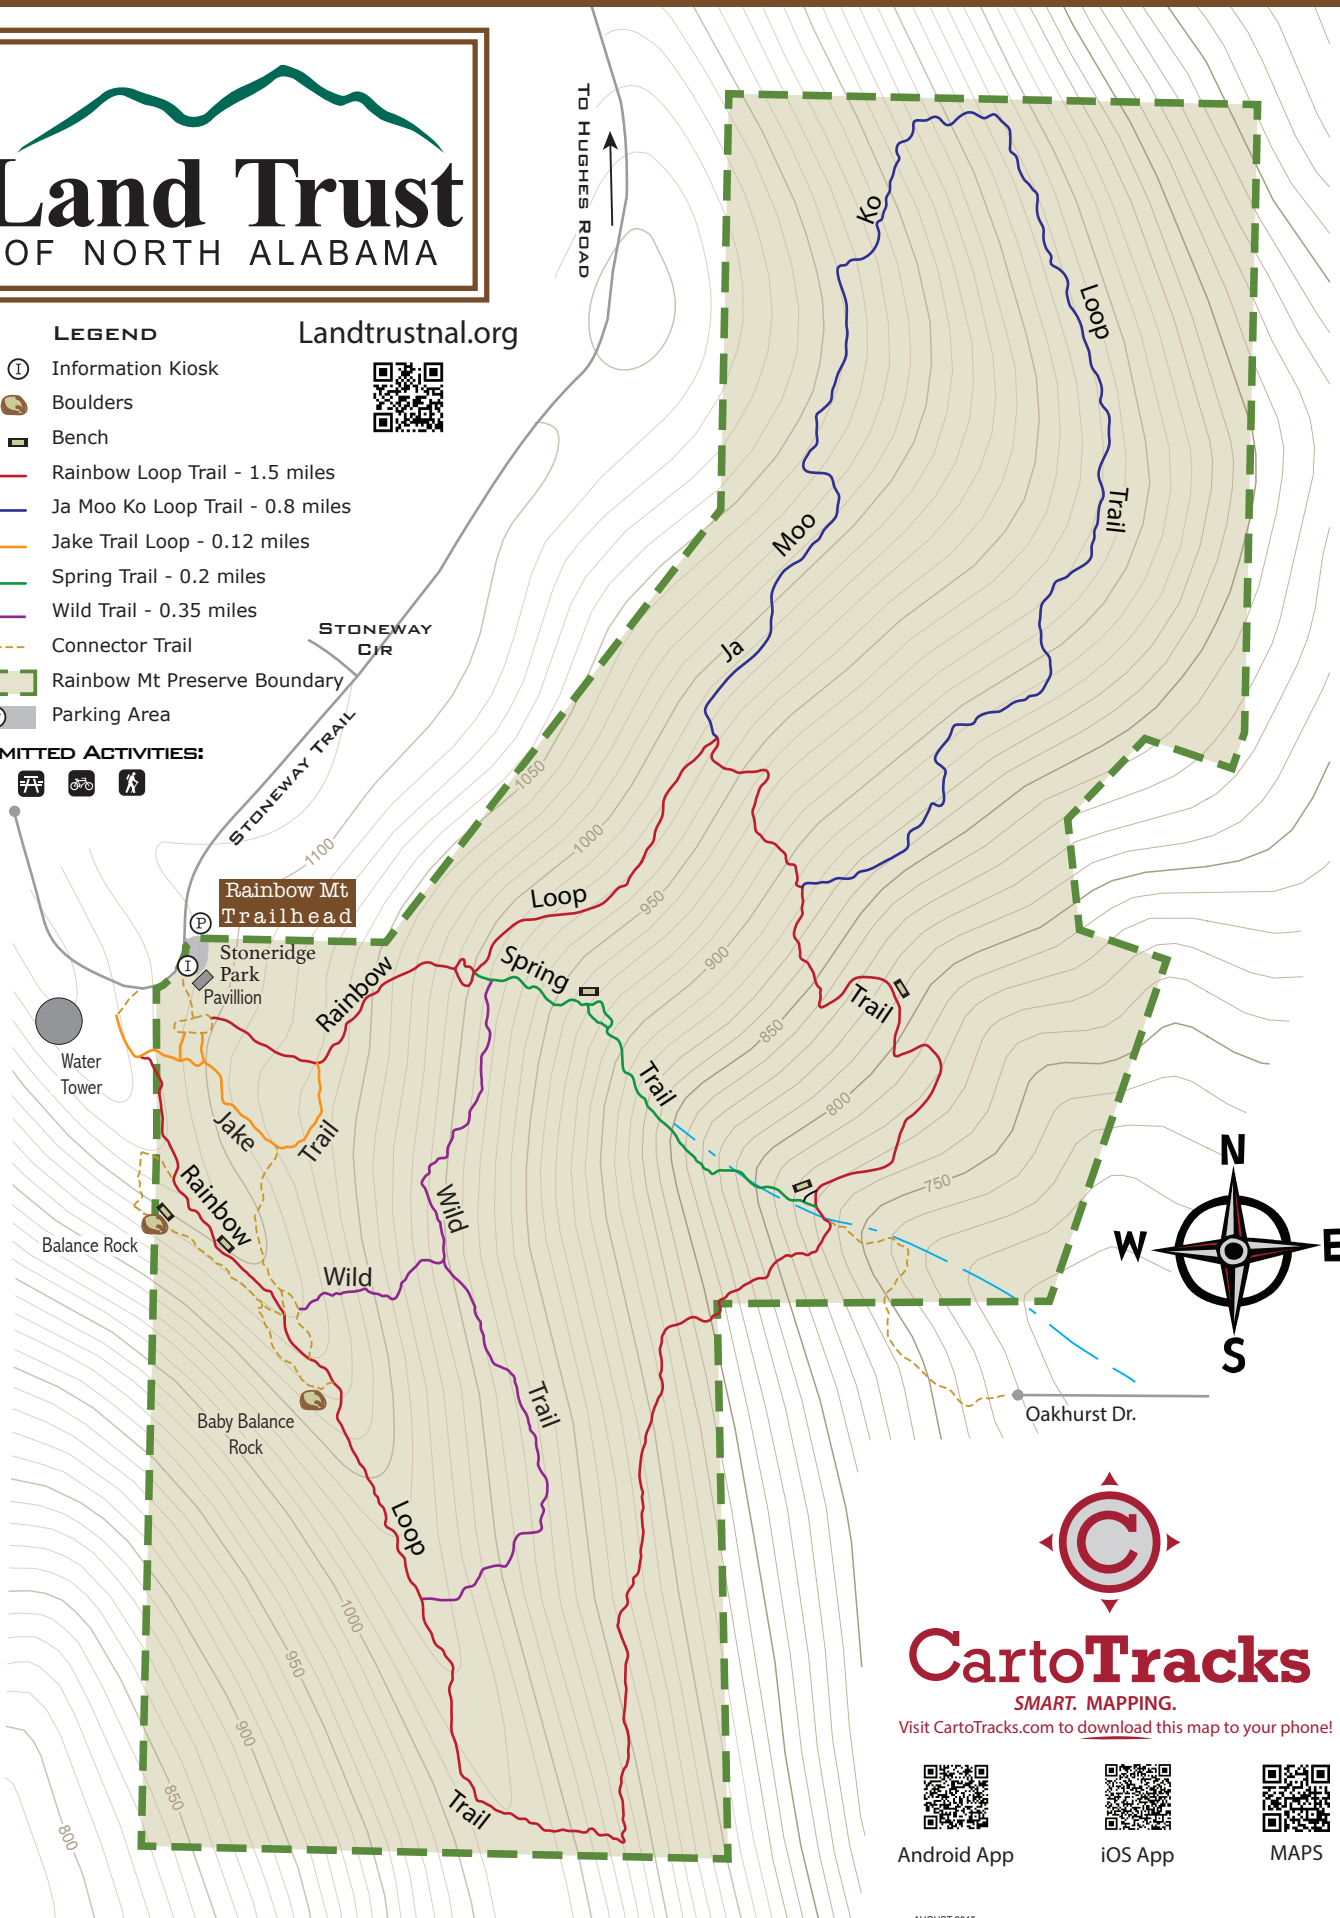 Land Trust
OF NORTH ALABAMA
Landtrustnal.org
LEGEND
I Information Kiosk
Boulders
Bench
Rainbow Loop Trail - 1.5 miles
Ja Moo Ko Loop Trail - 0.8 miles
Jake Trail Loop - 0.12 miles
Spring Trail - 0.2 miles
Wild Trail - 0.35 miles
Connector Trail
Rainbow Mt Preserve Boundary
Parking Area
MITTED ACTIVITIES:
TO HUGHES ROAD
STONEWAY
CIR
STONEWAY TRAIL
Ko
Loop
Trail
Moo
Ja
1050
1000
1100
950
900
850
800
750
Rainbow Mt
Trailhead
P
I
Stoneridge
Park
Pavillion
Water
Tower
Rainbow
Loop
Trail
Spring
Trail
Jake
Trail
Rainbow
Balance Rock
Wild
Wild
Trail
Baby Balance
Rock
Loop
Trail
1000
950
900
850
800
N
W
E
S
Oakhurst Dr.
C
CartoTracks
SMART. MAPPING.
Visit CartoTracks.com to download this map to your phone!
Android App
iOS App
MAPS